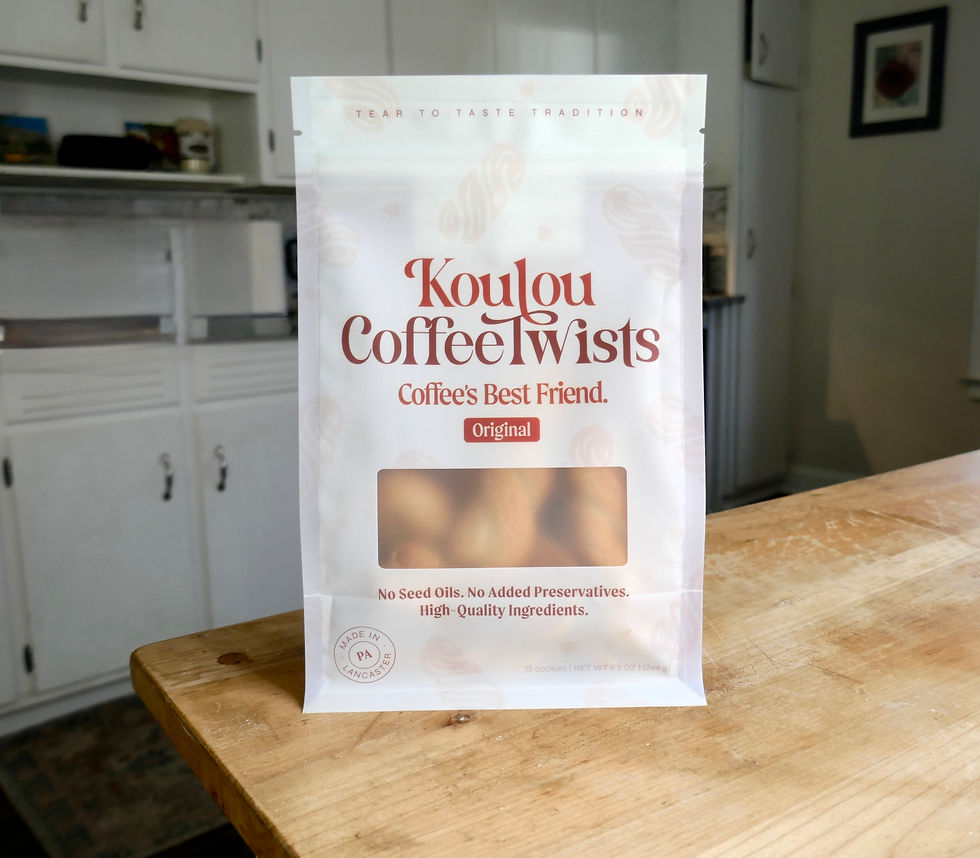 TEAR TO TASTE TRADITION
Koulou
CoffeeTwists
Coffee's Best Friend.
Original
No Seed Oils. No Added Preservatives.
High-Quality Ingredients.
MADE IN
PA
LANCASTER
12 cookies | NET WT 9.3 OZ | (264 g)